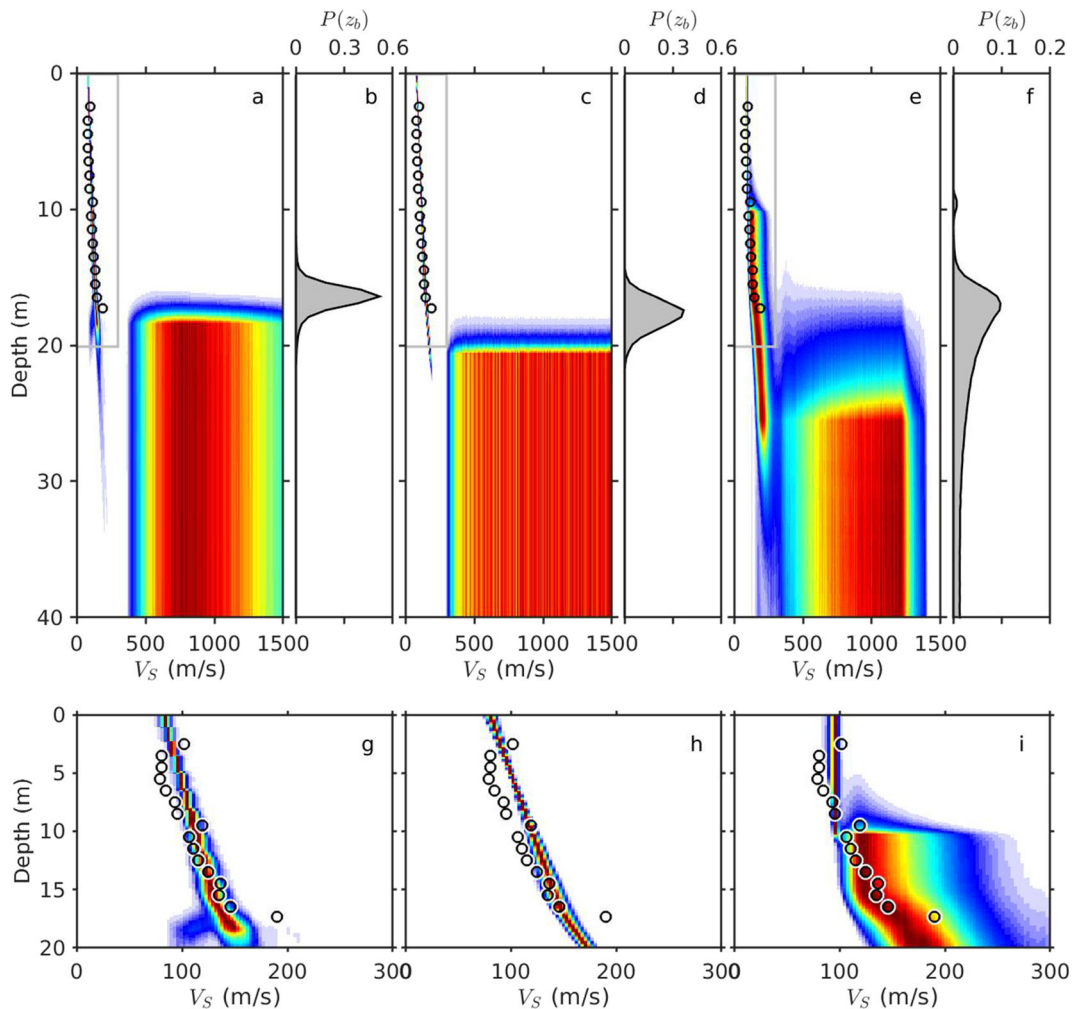 P(z_b) P(z_b) P(z_b)
0 0.3 0.6 0 0.3 0.6 0 0.1 0.2
0 a b c d e f
10
20
30
40
Depth (m)
0 500 1000 1500 0 500 1000 1500 0 500 1000 1500
V_S (m/s) V_S (m/s) V_S (m/s)
0 g h i
5
10
15
20
Depth (m)
0 100 200 300 0 100 200 300 0 100 200 300
V_S (m/s) V_S (m/s) V_S (m/s)